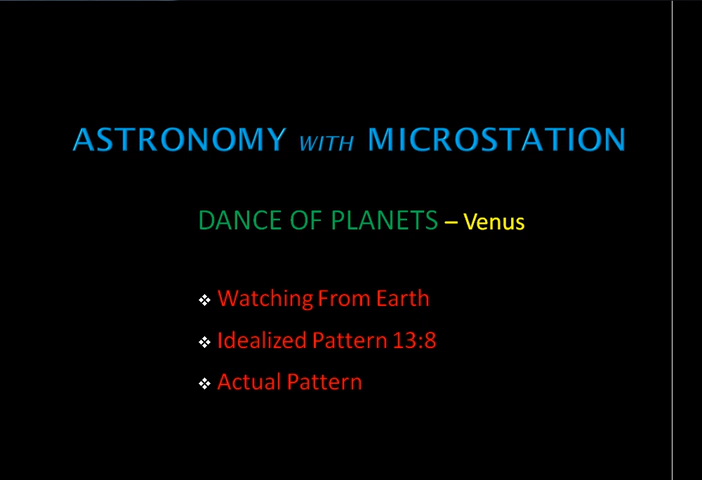 ASTRONOMY WITH MICROSTATION
DANCE OF PLANETS – Venus
❖ Watching From Earth
❖ Idealized Pattern 13:8
❖ Actual Pattern